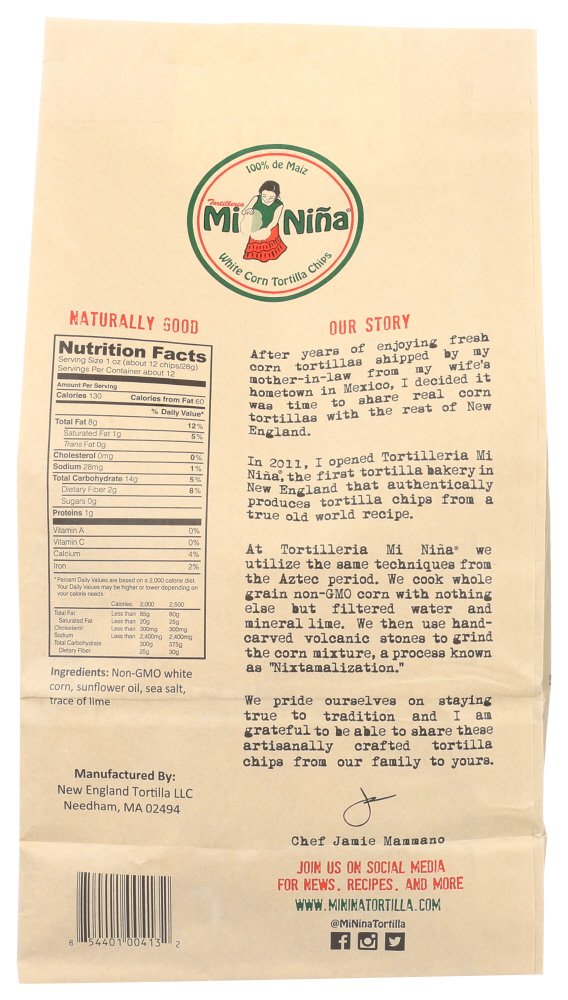 100% de Maiz
Tortilleria
Mi Niña®
White Corn Tortilla Chips
NATURALLY GOOD
Nutrition Facts
Serving Size 1 oz (about 12 chips/28g)
Servings Per Container about 12
Amount Per Serving
Calories 130 Calories from Fat 60
% Daily Value*
Total Fat 8g 12%
Saturated Fat 1g 5%
Trans Fat 0g
Cholesterol 0mg 0%
Sodium 28mg 1%
Total Carbohydrate 14g 5%
Dietary Fiber 2g 8%
Sugars 0g
Proteins 1g
Vitamin A 0%
Vitamin C 0%
Calcium 4%
Iron 2%
*Percent Daily Values are based on a 2,000 calorie diet.
Your Daily Values may be higher or lower depending on
your calorie needs:
Calories: 2,000 2,500
Total Fat Less than 65g 80g
Saturated Fat Less than 20g 25g
Cholesterol Less than 300mg 300mg
Sodium Less than 2,400mg 2,400mg
Total Carbohydrate 300g 375g
Dietary Fiber 25g 30g
Ingredients: Non-GMO white
corn, sunflower oil, sea salt,
trace of lime
Manufactured By:
New England Tortilla LLC
Needham, MA 02494
8 54401 00413 2
OUR STORY
After years of enjoying fresh
corn tortillas shipped by my
mother-in-law from my wife's
hometown in Mexico, I decided it
was time to share real corn
tortillas with the rest of New
England.
In 2011, I opened Tortilleria Mi
Niña®, the first tortilla bakery in
New England that authentically
produces tortilla chips from a
true old world recipe.
At Tortilleria Mi Niña® we
utilize the same techniques from
the Aztec period. We cook whole
grain non-GMO corn with nothing
else but filtered water and
mineral lime. We then use hand-
carved volcanic stones to grind
the corn mixture, a process known
as "Nixtamalization."
We pride ourselves on staying
true to tradition and I am
grateful to be able to share these
artisanally crafted tortilla
chips from our family to yours.
Chef Jamie Mammano
JOIN US ON SOCIAL MEDIA
FOR NEWS, RECIPES, AND MORE
WWW.MININATORTILLA.COM
@MiNinaTortilla